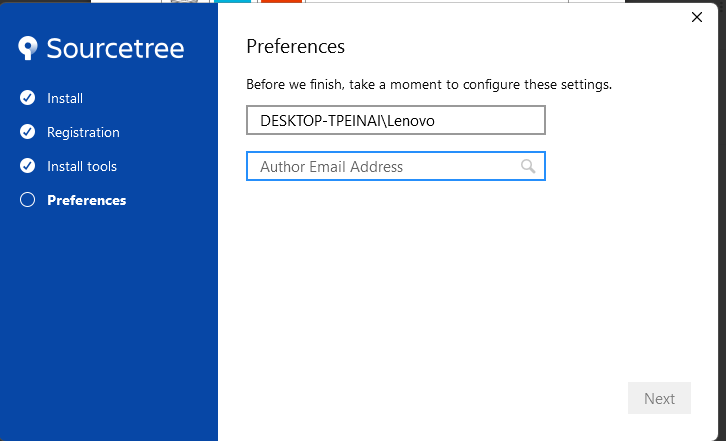 Sourcetree
Install
Registration
Install tools
Preferences
Preferences
Before we finish, take a moment to configure these settings.
DESKTOP-TPEINAI\Lenovo
Author Email Address
Next